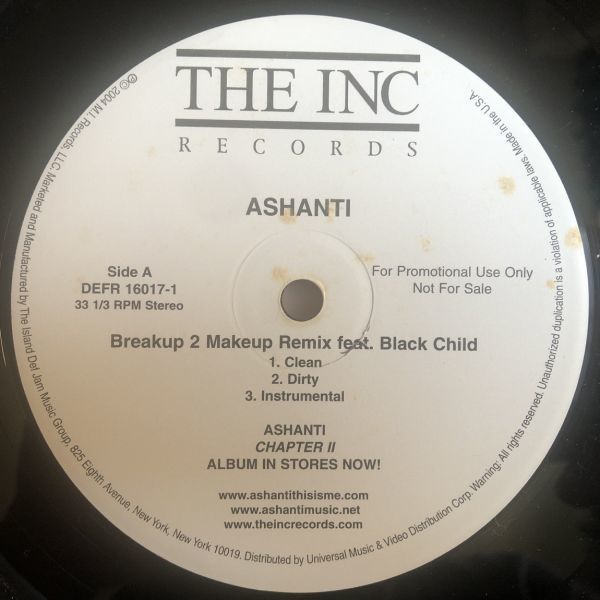 THE INC
RECORDS
ASHANTI
Side A
DEFR 16017-1
33 1/3 RPM Stereo
For Promotional Use Only
Not For Sale
Breakup 2 Makeup Remix feat. Black Child
1. Clean
2. Dirty
3. Instrumental
ASHANTI
CHAPTER II
ALBUM IN STORES NOW!
www.ashantithisisme.com
www.ashantimusic.net
www.theincrecords.com
℗© 2004 M.I. Records, LLC. Marketed and Manufactured by The Island Def Jam Music Group, 825 Eighth Avenue, New York, New York 10019. Distributed by Universal Music & Video Distribution Corp. Warning: All rights reserved. Unauthorized duplication is a violation of applicable laws. Made in the U.S.A.